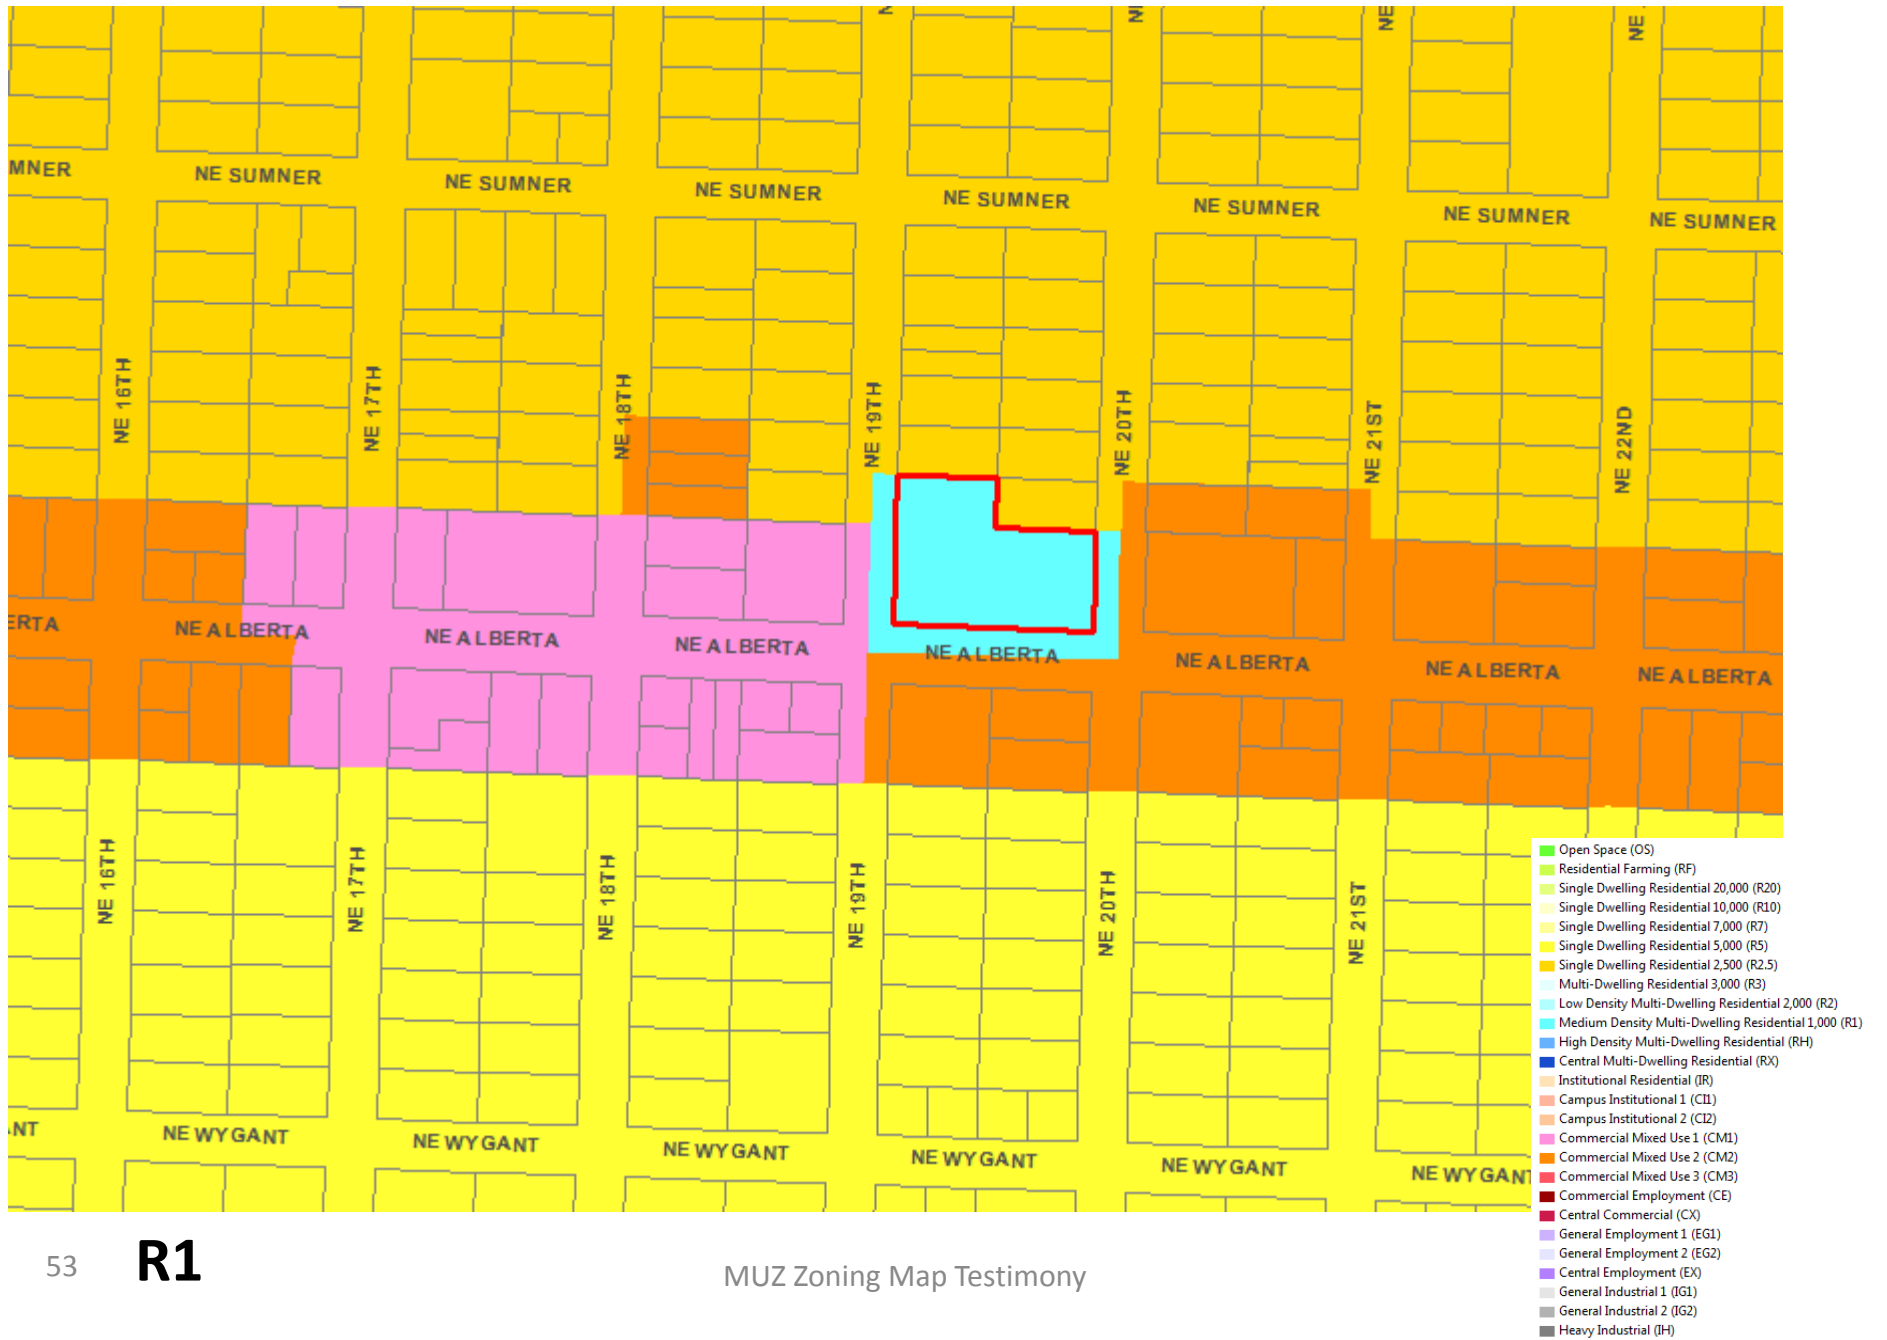 NE
NE
NE
NE
MNER
NE SUMNER
NE SUMNER
NE SUMNER
NE SUMNER
NE SUMNER
NE SUMNER
NE SUMNER
NE 16TH
NE 17TH
NE 18TH
NE 19TH
NE 20TH
NE 21ST
NE 22ND
ERTA
NE ALBERTA
NE ALBERTA
NE ALBERTA
NE ALBERTA
NE ALBERTA
NE ALBERTA
NE ALBERTA
NE 16TH
NE 17TH
NE 18TH
NE 19TH
NE 20TH
NE 21ST
ANT
NE WYGANT
NE WYGANT
NE WYGANT
NE WYGANT
NE WYGANT
NE WYGANT
Open Space (OS)
Residential Farming (RF)
Single Dwelling Residential 20,000 (R20)
Single Dwelling Residential 10,000 (R10)
Single Dwelling Residential 7,000 (R7)
Single Dwelling Residential 5,000 (R5)
Single Dwelling Residential 2,500 (R2.5)
Multi-Dwelling Residential 3,000 (R3)
Low Density Multi-Dwelling Residential 2,000 (R2)
Medium Density Multi-Dwelling Residential 1,000 (R1)
High Density Multi-Dwelling Residential (RH)
Central Multi-Dwelling Residential (RX)
Institutional Residential (IR)
Campus Institutional 1 (CI1)
Campus Institutional 2 (CI2)
Commercial Mixed Use 1 (CM1)
Commercial Mixed Use 2 (CM2)
Commercial Mixed Use 3 (CM3)
Commercial Employment (CE)
Central Commercial (CX)
General Employment 1 (EG1)
General Employment 2 (EG2)
Central Employment (EX)
General Industrial 1 (IG1)
General Industrial 2 (IG2)
Heavy Industrial (IH)
53
R1
MUZ Zoning Map Testimony